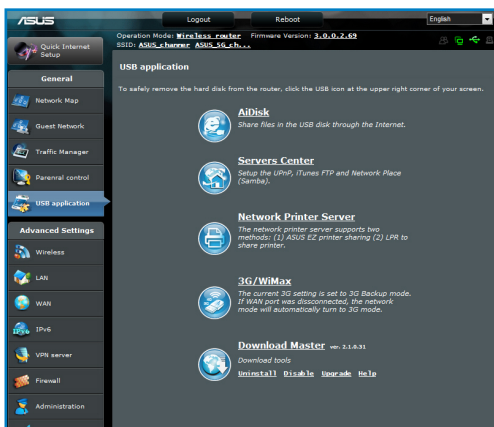 ASUS
Logout
Reboot
English
Quick Internet
Setup
Operation Mode: Wireless router Firmware Version: 3.0.0.2.69
SSID: ASUS_channer ASUS_5G_ch...
General
Network Map
Guest Network
Traffic Manager
Parenral control
USB application
Advanced Settings
Wireless
LAN
WAN
IPv6
VPN server
Firewall
Administration
USB application
To safely remove the hard disk from the router, click the USB icon at the upper right corner of your screen.
AiDisk
Share files in the USB disk through the Internet.
Servers Center
Setup the UPnP, iTunes FTP and Network Place
(Samba).
Network Printer Server
The network printer server supports two
methods: (1) ASUS EZ printer sharing (2) LPR to
share printer.
3G/WiMax
The current 3G setting is set to 3G Backup mode.
If WAN port was dissconnected, the network
mode will automatically turn to 3G mode.
Download Master ver. 2.1.0.31
Download tools
Uninstall Disable Upgrade Help